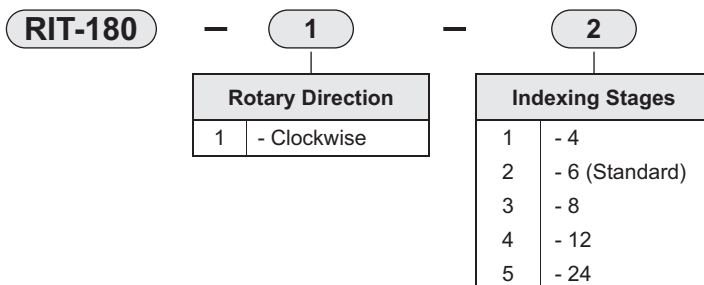 RIT-180 – 1 – 2
Rotary Direction
1 - Clockwise
Indexing Stages
1 - 4
2 - 6 (Standard)
3 - 8
4 - 12
5 - 24